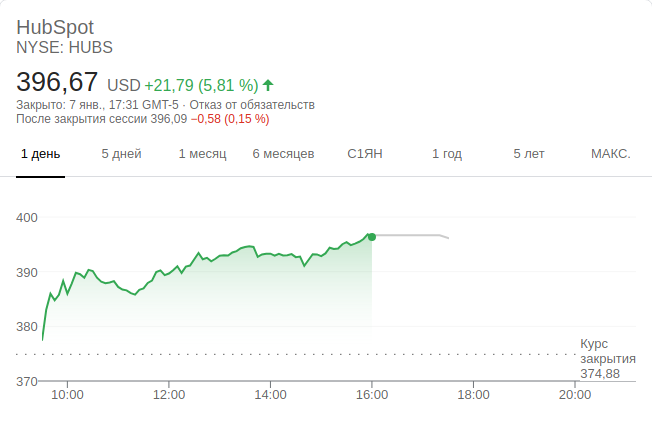 HubSpot
NYSE: HUBS
396,67 USD +21,79 (5,81 %)
Закрыто: 7 янв., 17:31 GMT-5 · Отказ от обязательств
После закрытия сессии 396,09 −0,58 (0,15 %)
1 день 5 дней 1 месяц 6 месяцев С1ЯН 1 год 5 лет МАКС.
400
390
380
Курс
закрытия
374,88
370
10:00 12:00 14:00 16:00 18:00 20:00